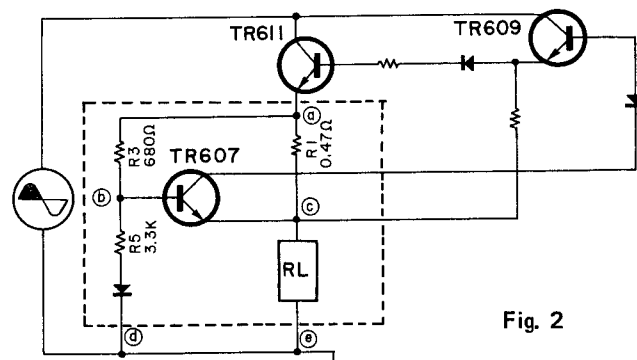 TR611
TR609
ⓐ
R3
680Ω
TR607
R1
0.47Ω
ⓑ
ⓒ
R5
3.3K
RL
ⓓ
ⓔ
Fig. 2